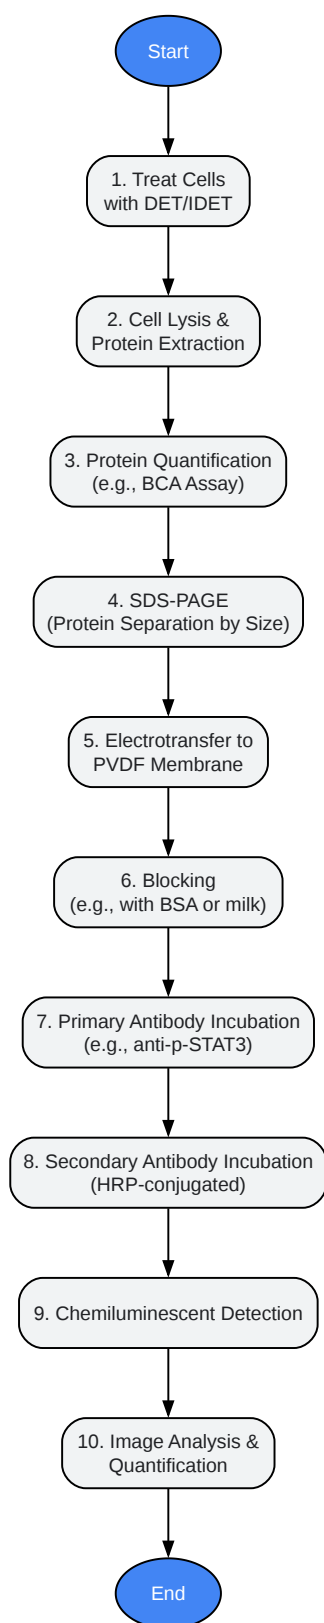 Start
1. Treat Cells
with DET/IDET
2. Cell Lysis &
Protein Extraction
3. Protein Quantification
(e.g., BCA Assay)
4. SDS-PAGE
(Protein Separation by Size)
5. Electrotransfer to
PVDF Membrane
6. Blocking
(e.g., with BSA or milk)
7. Primary Antibody Incubation
(e.g., anti-p-STAT3)
8. Secondary Antibody Incubation
(HRP-conjugated)
9. Chemiluminescent Detection
10. Image Analysis &
Quantification
End